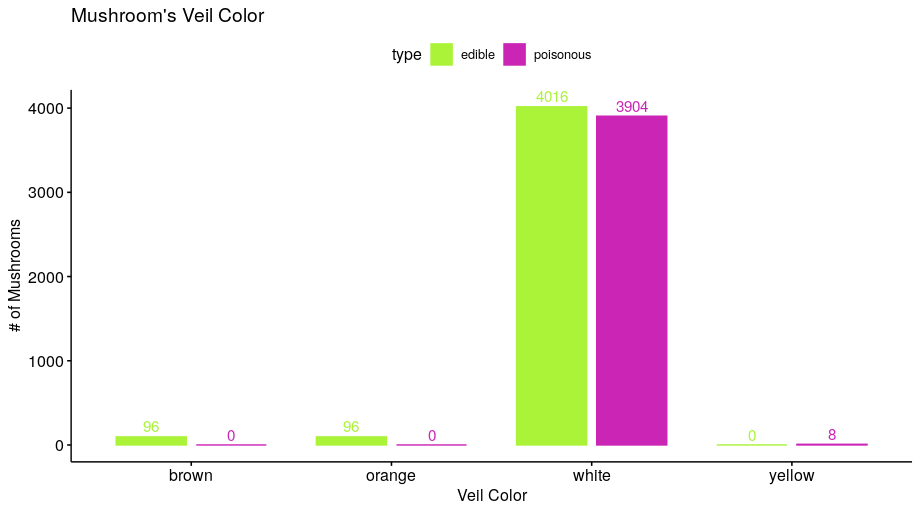 Mushroom's Veil Color
type edible poisonous
4016
3904
4000
3000
2000
1000
0
96 0 96 0 0 8
brown orange white yellow
Veil Color
# of Mushrooms